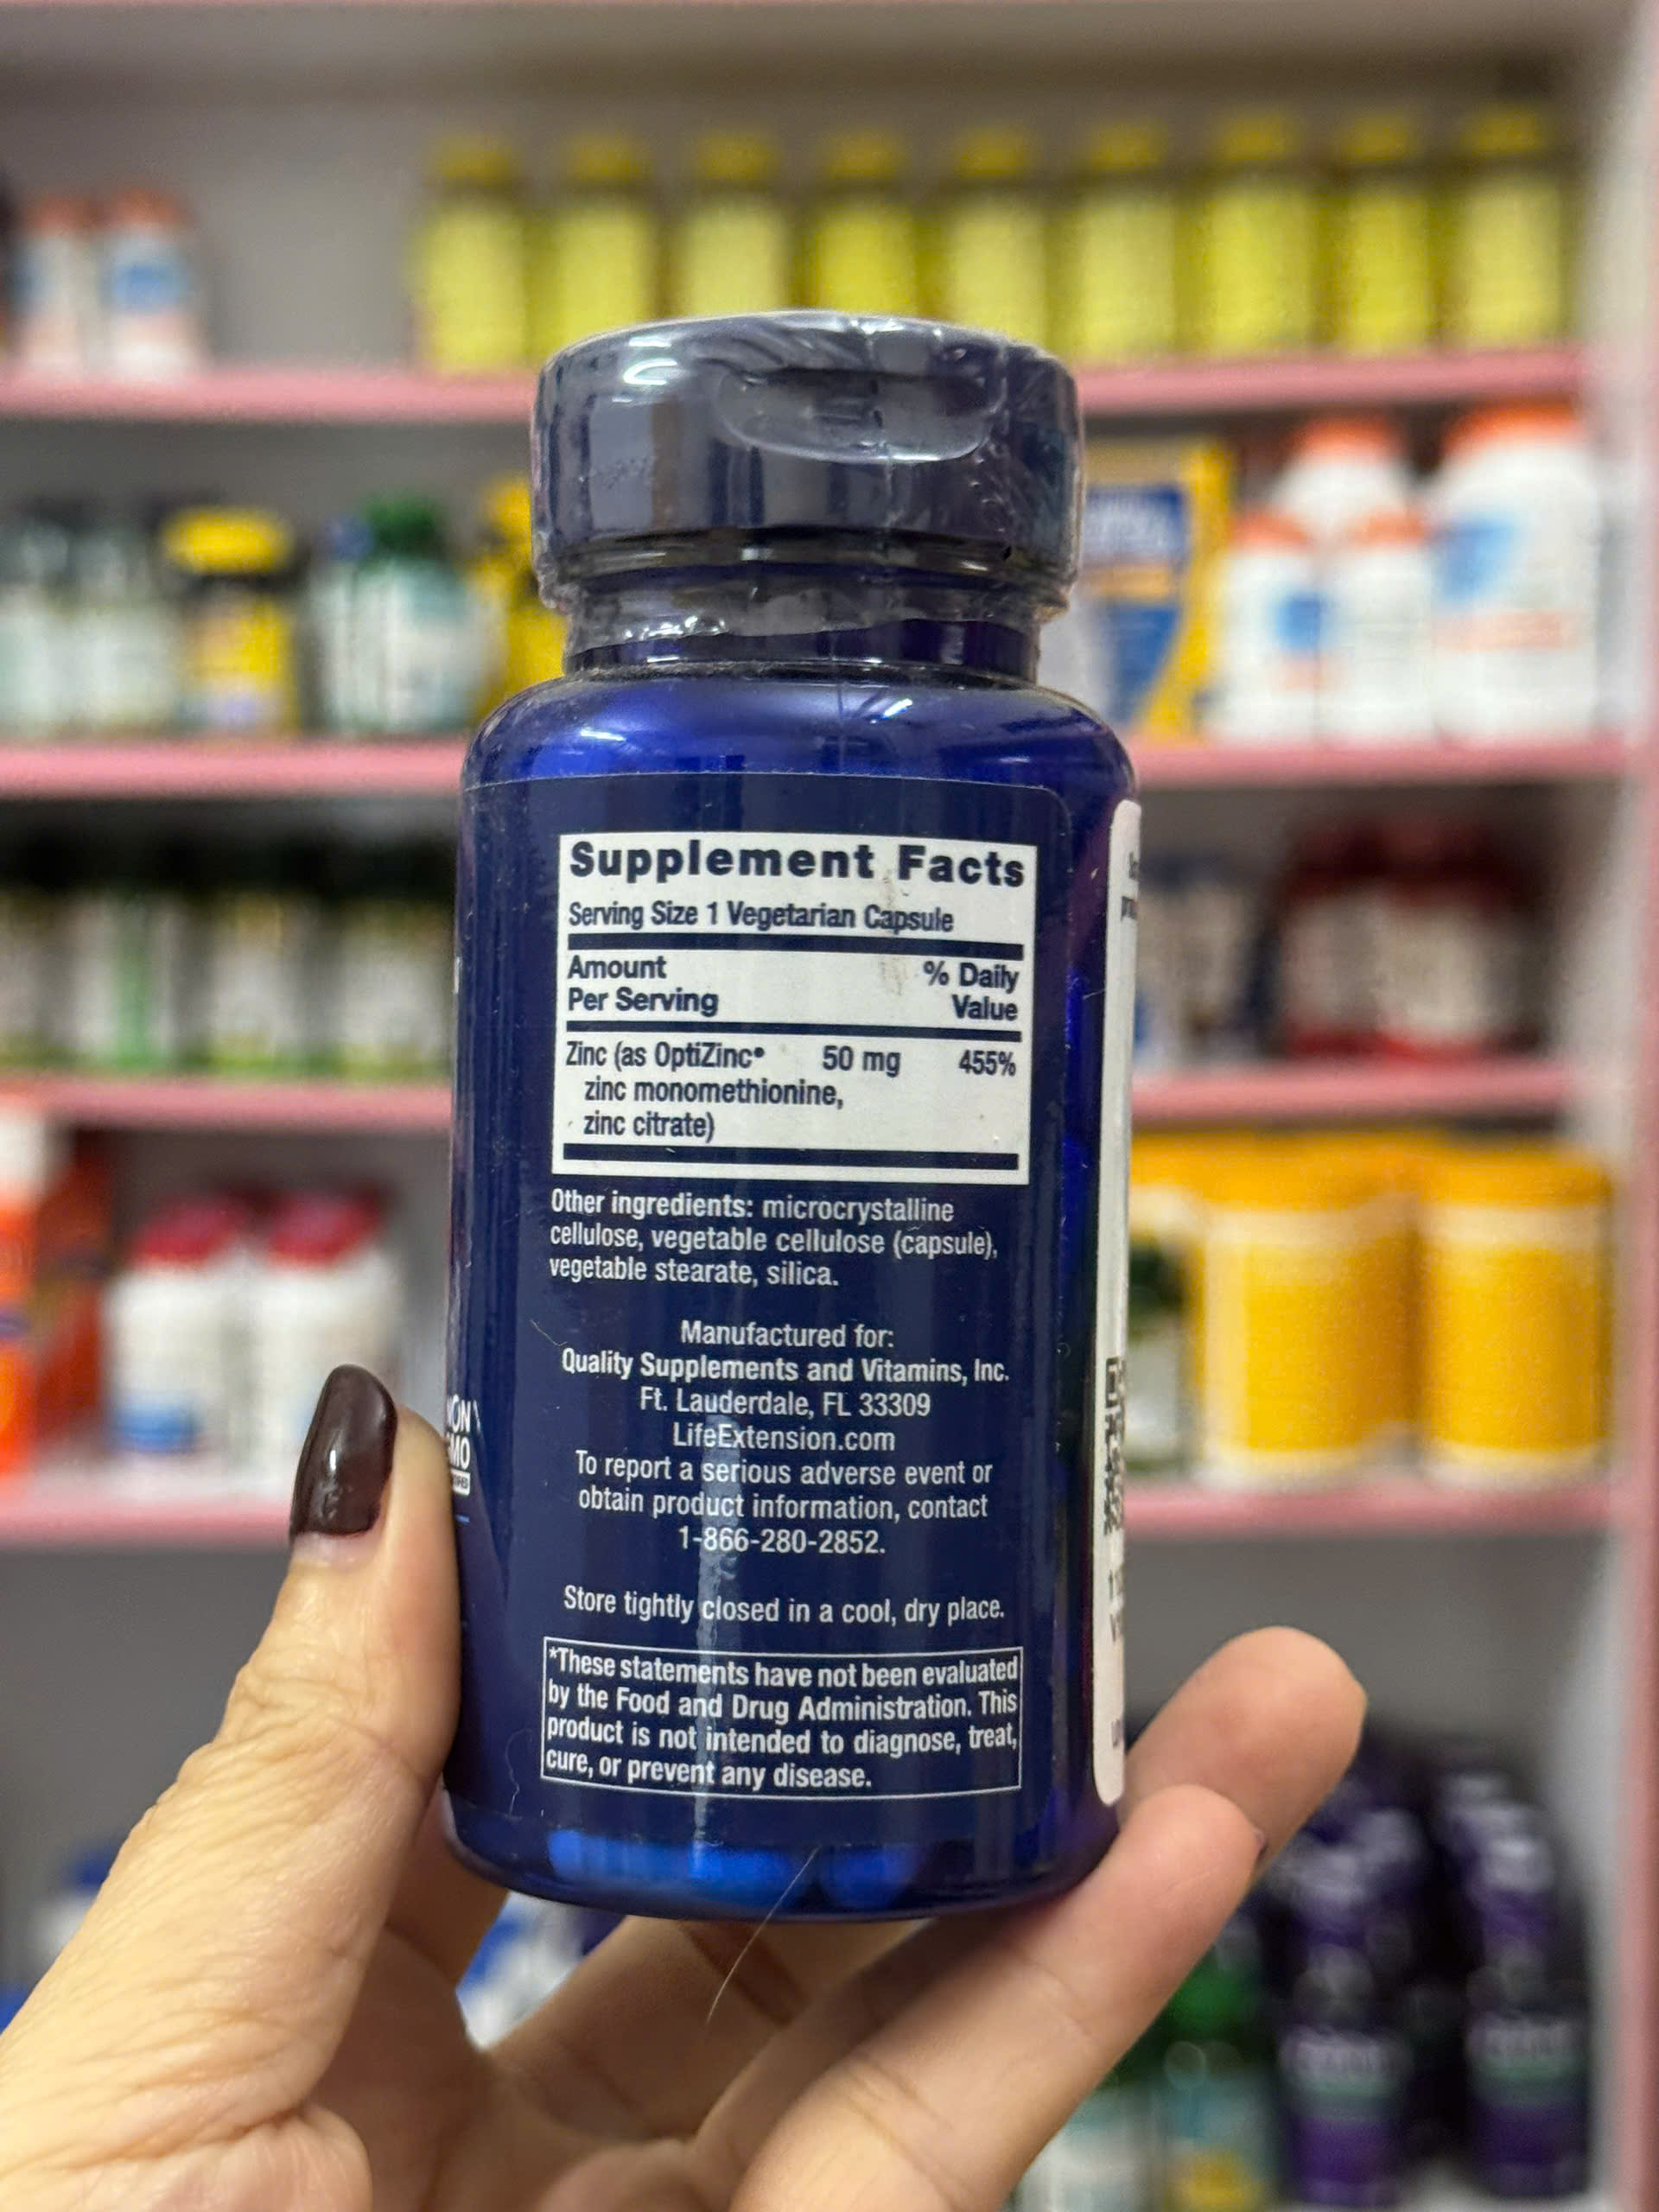 Supplement Facts
Serving Size 1 Vegetarian Capsule
Amount % Daily
Per Serving Value
Zinc (as OptiZinc® 50 mg 455%
zinc monomethionine,
zinc citrate)
Other ingredients: microcrystalline
cellulose, vegetable cellulose (capsule),
vegetable stearate, silica.
Manufactured for:
Quality Supplements and Vitamins, Inc.
Ft. Lauderdale, FL 33309
LifeExtension.com
To report a serious adverse event or
obtain product information, contact
1-866-280-2852.
Store tightly closed in a cool, dry place.
*These statements have not been evaluated
by the Food and Drug Administration. This
product is not intended to diagnose, treat,
cure, or prevent any disease.